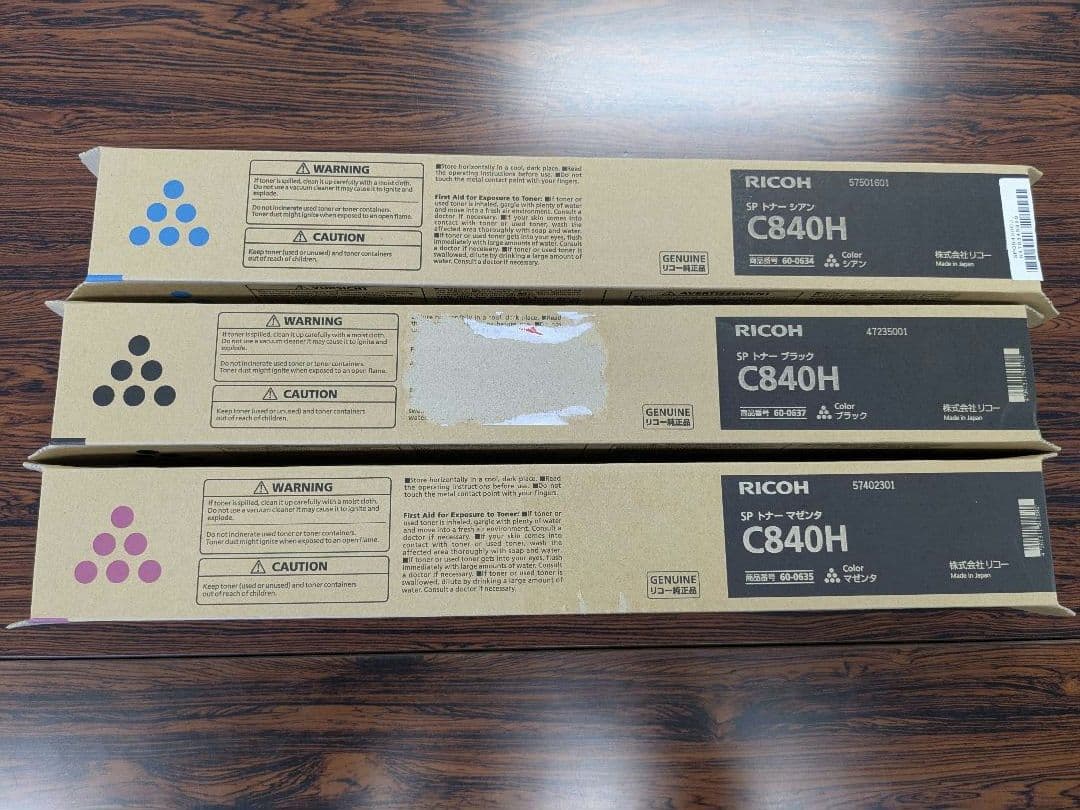 WARNING
If toner is spilled, clean it up carefully with a moist cloth.
Do not use a vacuum cleaner it may cause it to ignite and
explode.
Do not incinerate used toner or toner containers.
Toner dust might ignite when exposed to an open flame.
CAUTION
Keep toner (used or unused) and toner containers
out of reach of children.
■Store horizontally in a cool, dark place. ■Read
the operating instructions before use. ■Do not
touch the metal contact point with your fingers.
First Aid for Exposure to Toner: ■If toner or
used toner is inhaled, gargle with plenty of water
and move into a fresh air environment. Consult a
doctor if necessary. ■If your skin comes into
contact with toner or used toner, wash the
affected area thoroughly with soap and water.
■If toner or used toner gets into your eyes, flush
immediately with large amounts of water. Consult
a doctor if necessary. ■If toner or used toner is
swallowed, dilute by drinking a large amount of
water. Consult a doctor if necessary.
GENUINE
リコー純正品
RICOH
57501601
SP トナー シアン
C840H
商品番号 60-0634
Color
シアン
株式会社リコー
Made in Japan
WARNING
If toner is spilled, clean it up carefully with a moist cloth.
Do not use a vacuum cleaner it may cause it to ignite and
explode.
Do not incinerate used toner or toner containers.
Toner dust might ignite when exposed to an open flame.
CAUTION
Keep toner (used or unused) and toner containers
out of reach of children.
in a cool, dark place. ■Read
GENUINE
リコー純正品
RICOH
47235001
SP トナー ブラック
C840H
商品番号 60-0637
Color
ブラック
株式会社リコー
Made in Japan
WARNING
If toner is spilled, clean it up carefully with a moist cloth.
Do not use a vacuum cleaner it may cause it to ignite and
explode.
Do not incinerate used toner or toner containers.
Toner dust might ignite when exposed to an open flame.
CAUTION
Keep toner (used or unused) and toner containers
out of reach of children.
■Store horizontally in a cool, dark place. ■Read
the operating instructions before use. ■Do not
touch the metal contact point with your fingers.
First Aid for Exposure to Toner: ■If toner or
used toner is inhaled, gargle with plenty of water
and move into a fresh air environment. Consult a
doctor if necessary. ■If your skin comes into
contact with toner or used toner, wash the
affected area thoroughly with soap and water.
■If toner or used toner gets into your eyes, flush
immediately with large amounts of water. Consult
a doctor if necessary. ■If toner or used toner is
swallowed, dilute by drinking a large amount of
water. Consult a doctor if necessary.
GENUINE
リコー純正品
RICOH
57402301
SP トナー マゼンタ
C840H
商品番号 60-0635
Color
マゼンタ
株式会社リコー
Made in Japan